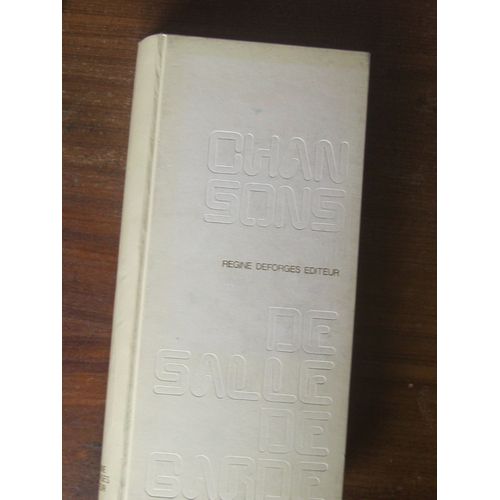 CHAN
SONS
REGINE DEFORGES EDITEUR
DE
SALLE
DE
GARDE